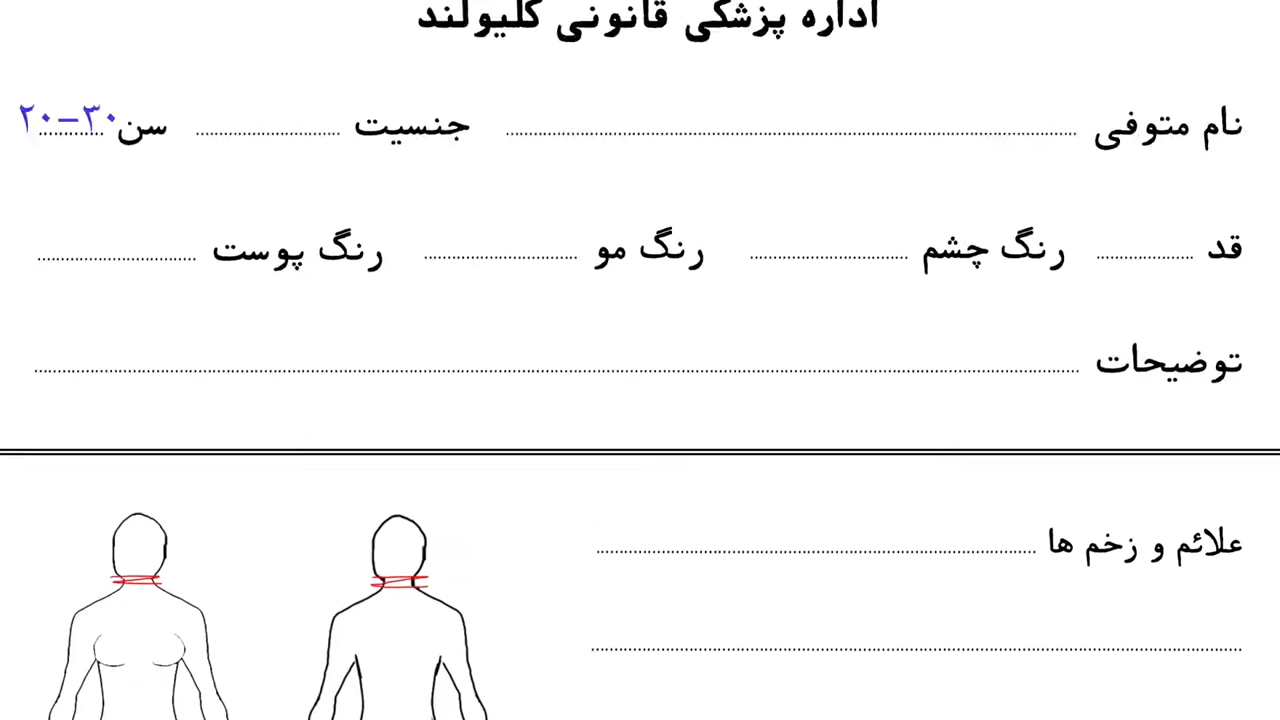 اداره پزشکی قانونی کلیولند
نام متوفی ........ جنسیت ........ سن ۲۰-۳۰
قد ........ رنگ چشم ........ رنگ مو ........ رنگ پوست ........
توضیحات ........
علائم و زخم ها ........